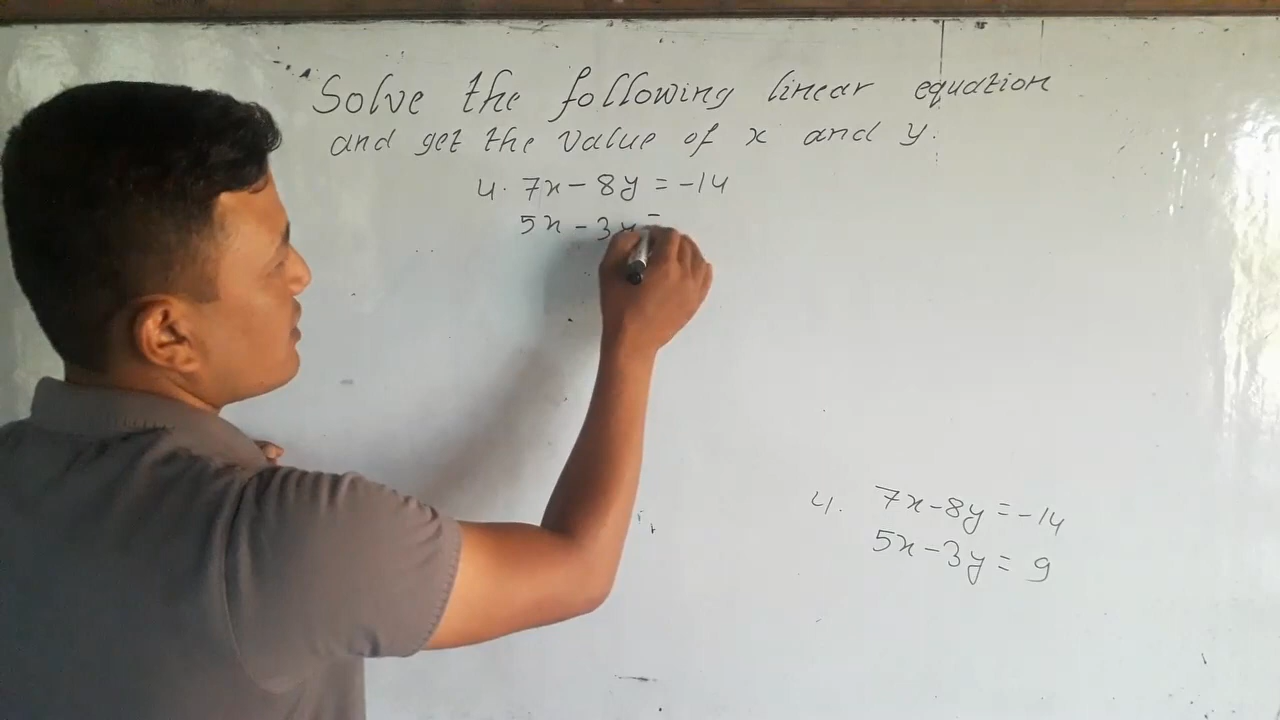 Solve the following linear equation
and get the value of x and y.
4. 7x - 8y = -14
5x - 3y =
4. 7x - 8y = -14
5x - 3y = 9